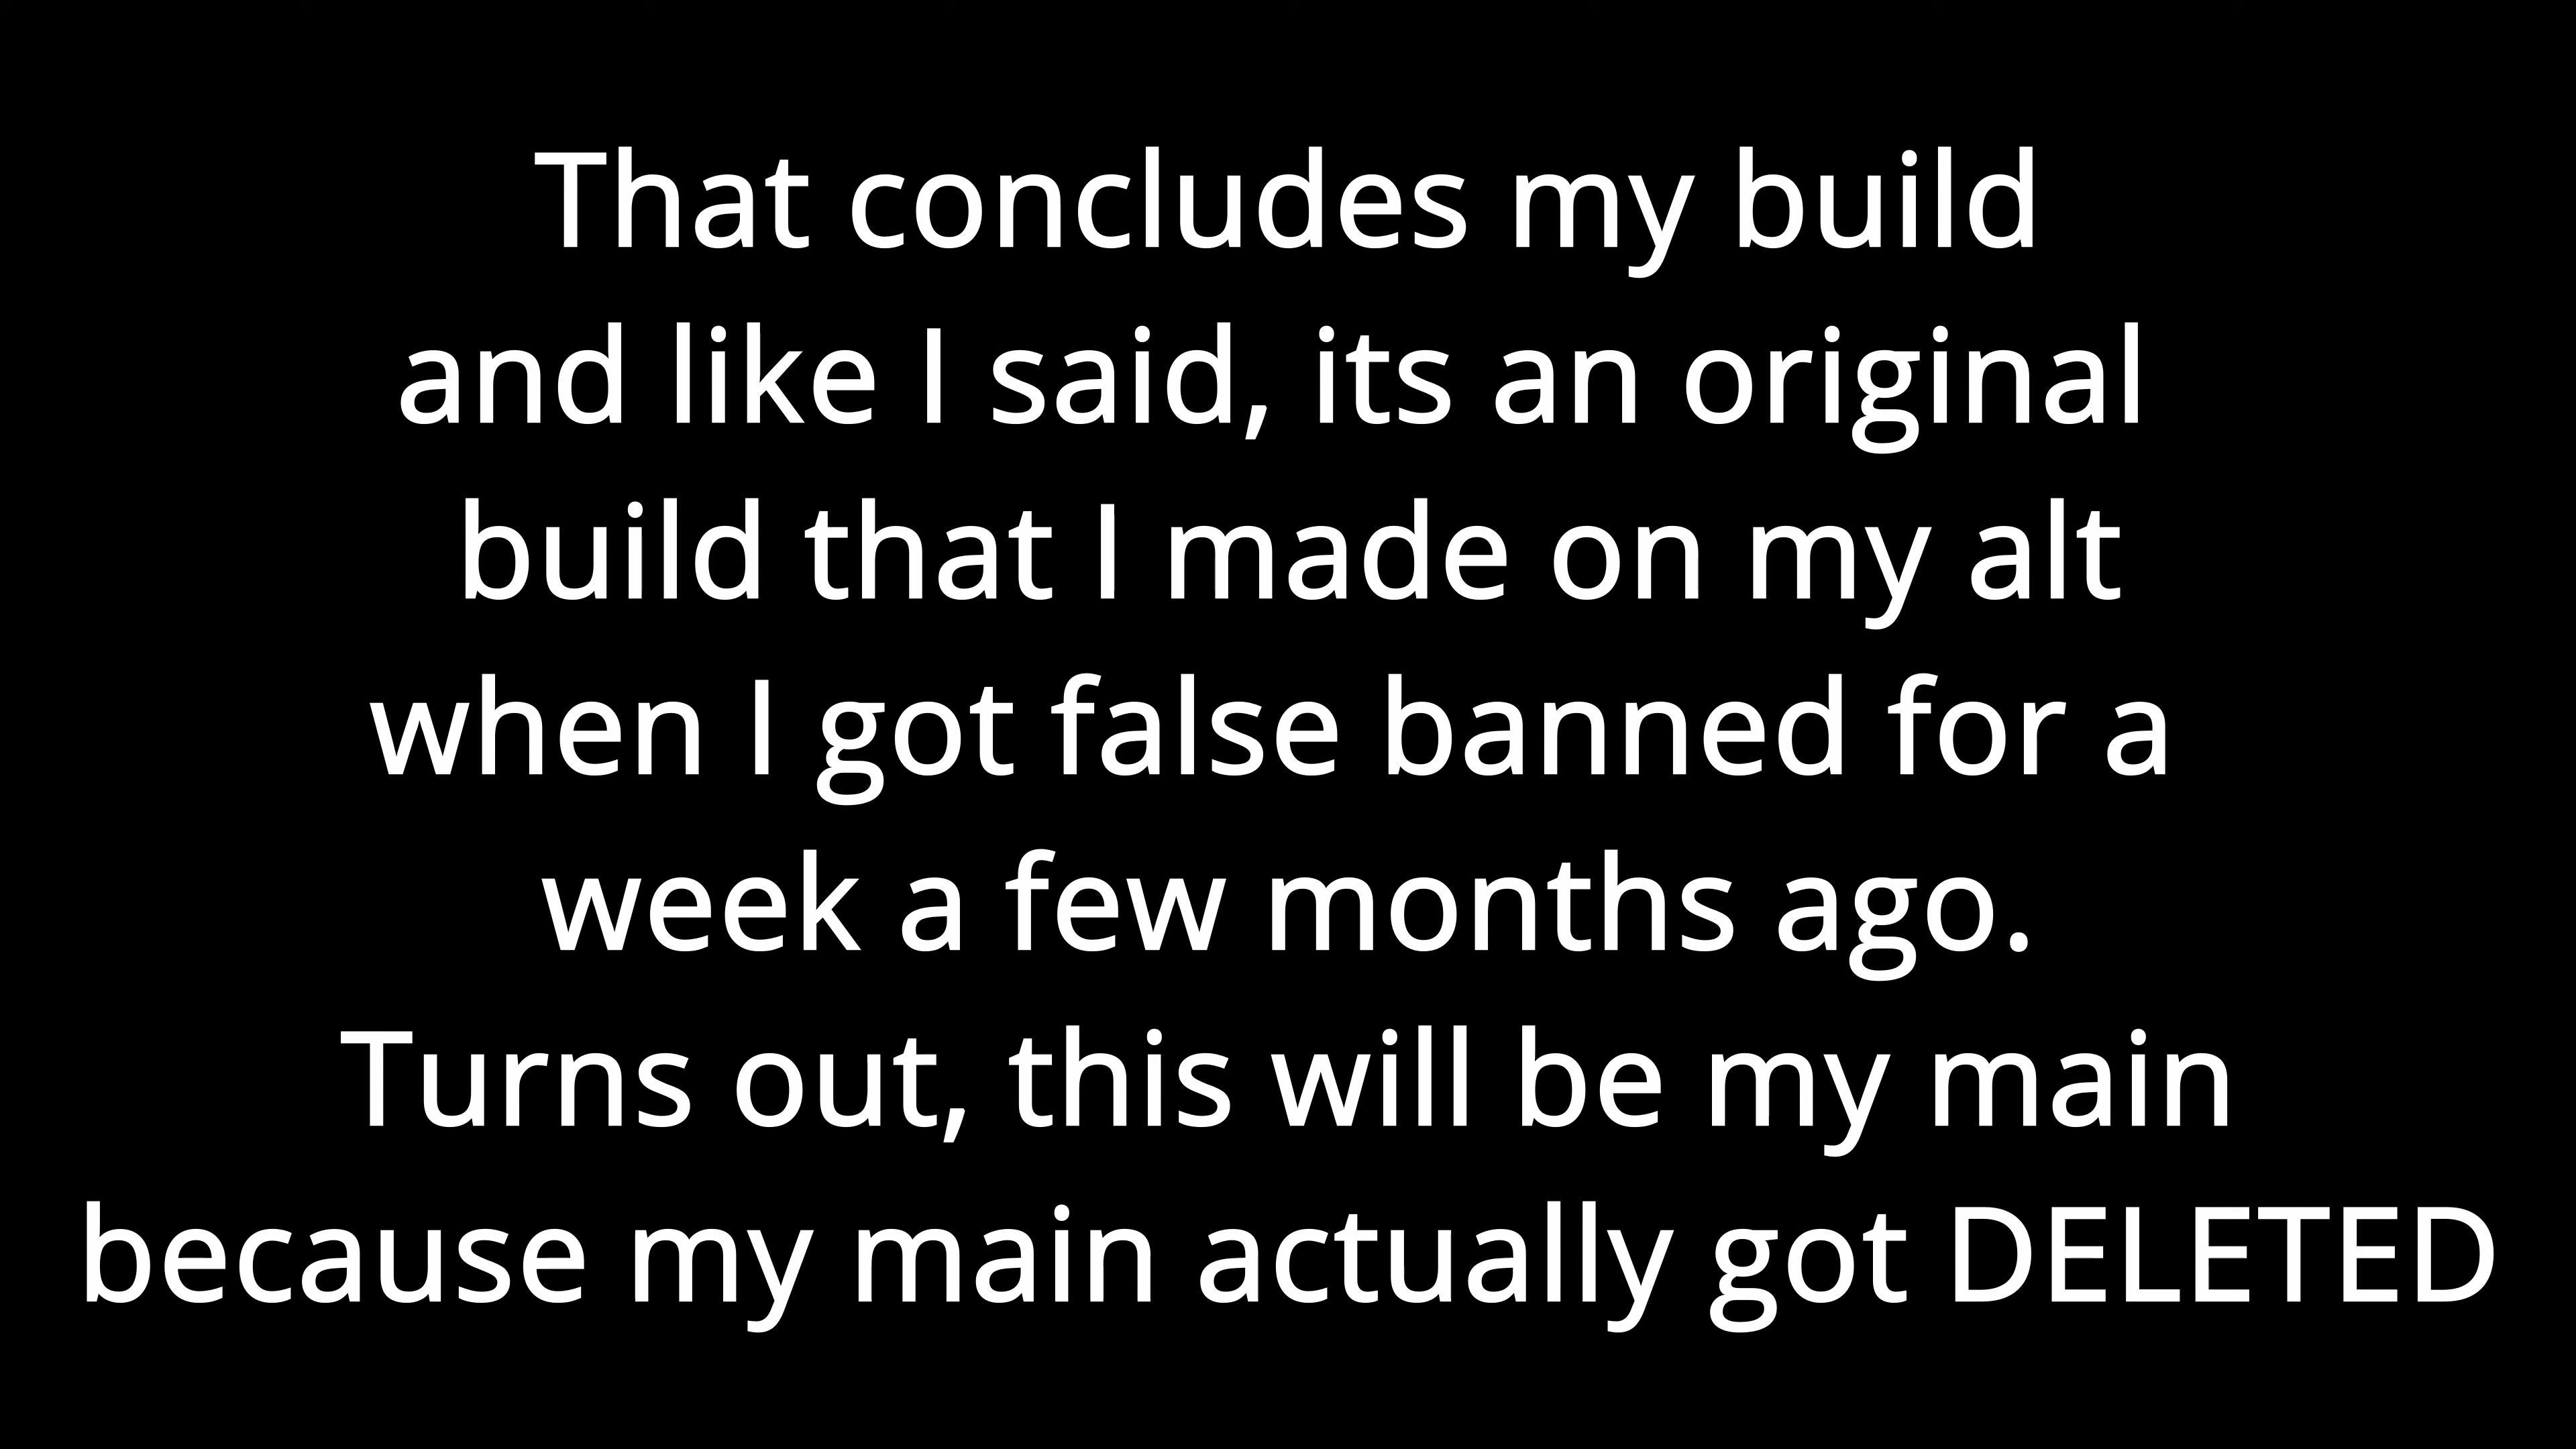 That concludes my build
and like I said, its an original
build that I made on my alt
when I got false banned for a
week a few months ago.
Turns out, this will be my main
because my main actually got DELETED